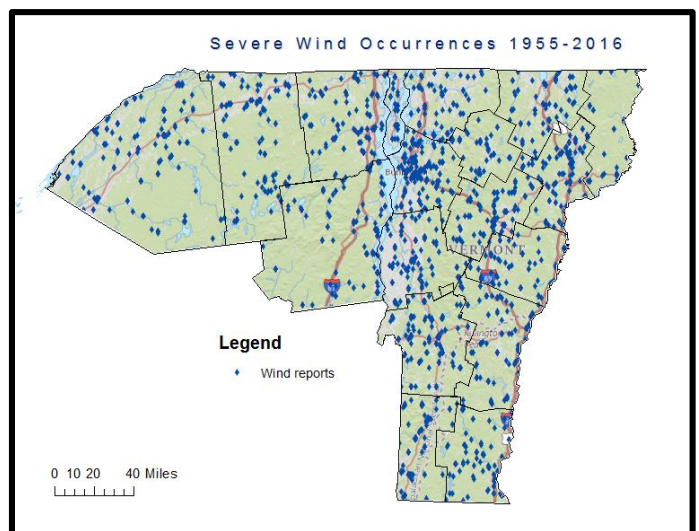 Severe Wind Occurrences 1955-2016
VERMONT
Legend
Wind reports
0 10 20 40 Miles